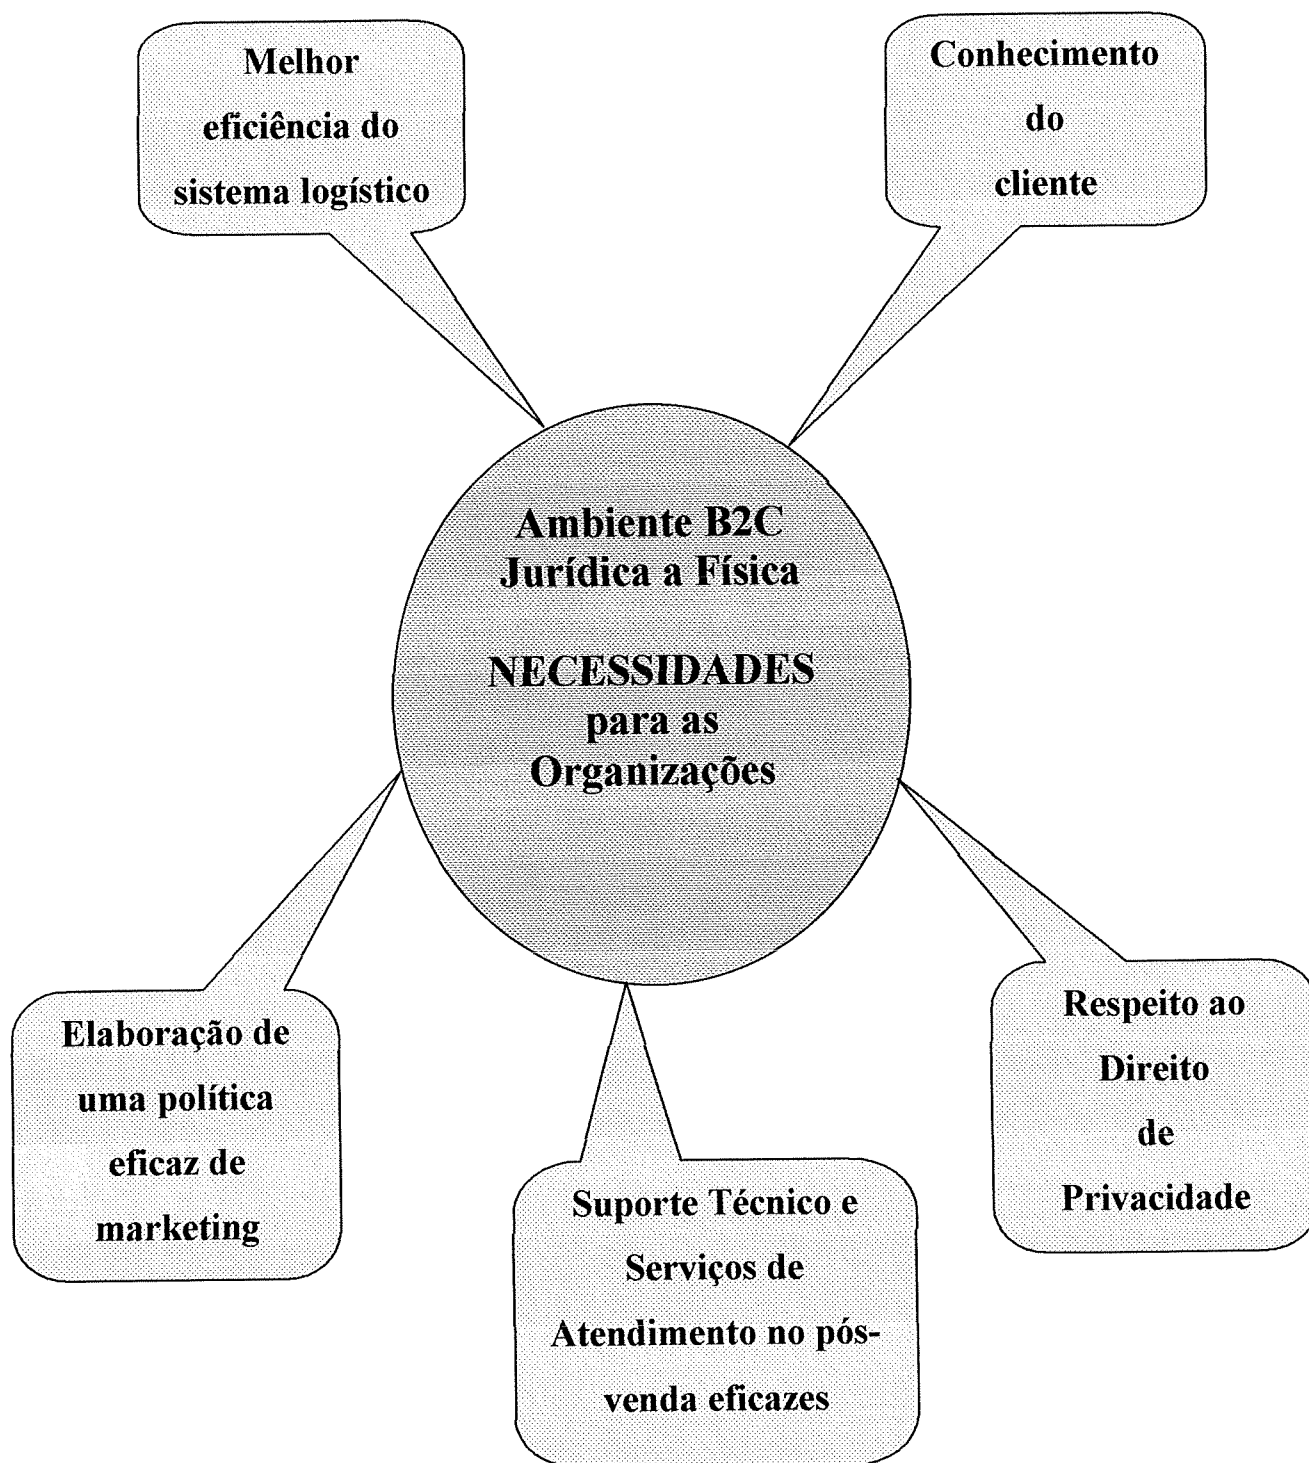 Melhor
eficiência do
sistema logístico
Conhecimento
do
cliente
Ambiente B2C
Jurídica a Física
NECESSIDADES
para as
Organizações
Elaboração de
uma política
eficaz de
marketing
Suporte Técnico e
Serviços de
Atendimento no pós-
venda eficazes
Respeito ao
Direito
de
Privacidade